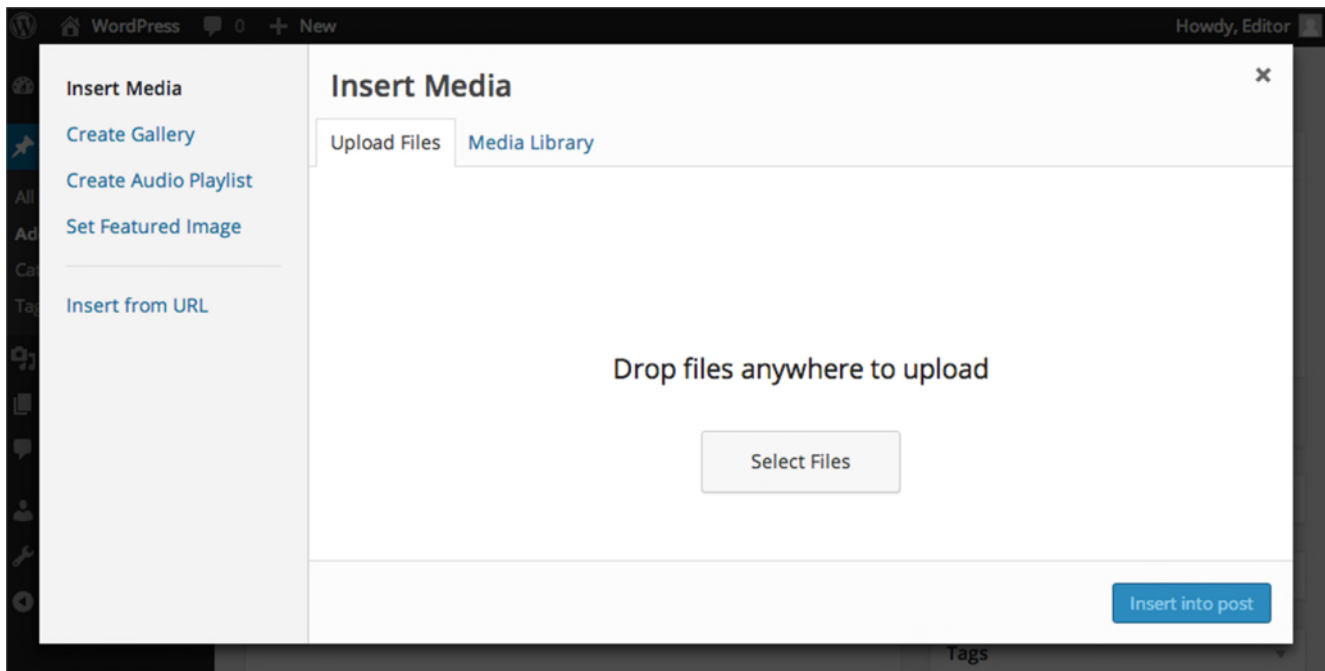 WordPress 0 + New
Howdy, Editor
Insert Media
Create Gallery
Create Audio Playlist
Set Featured Image
Insert from URL
Insert Media
Upload Files Media Library
Drop files anywhere to upload
Select Files
Insert into post
All
Tags